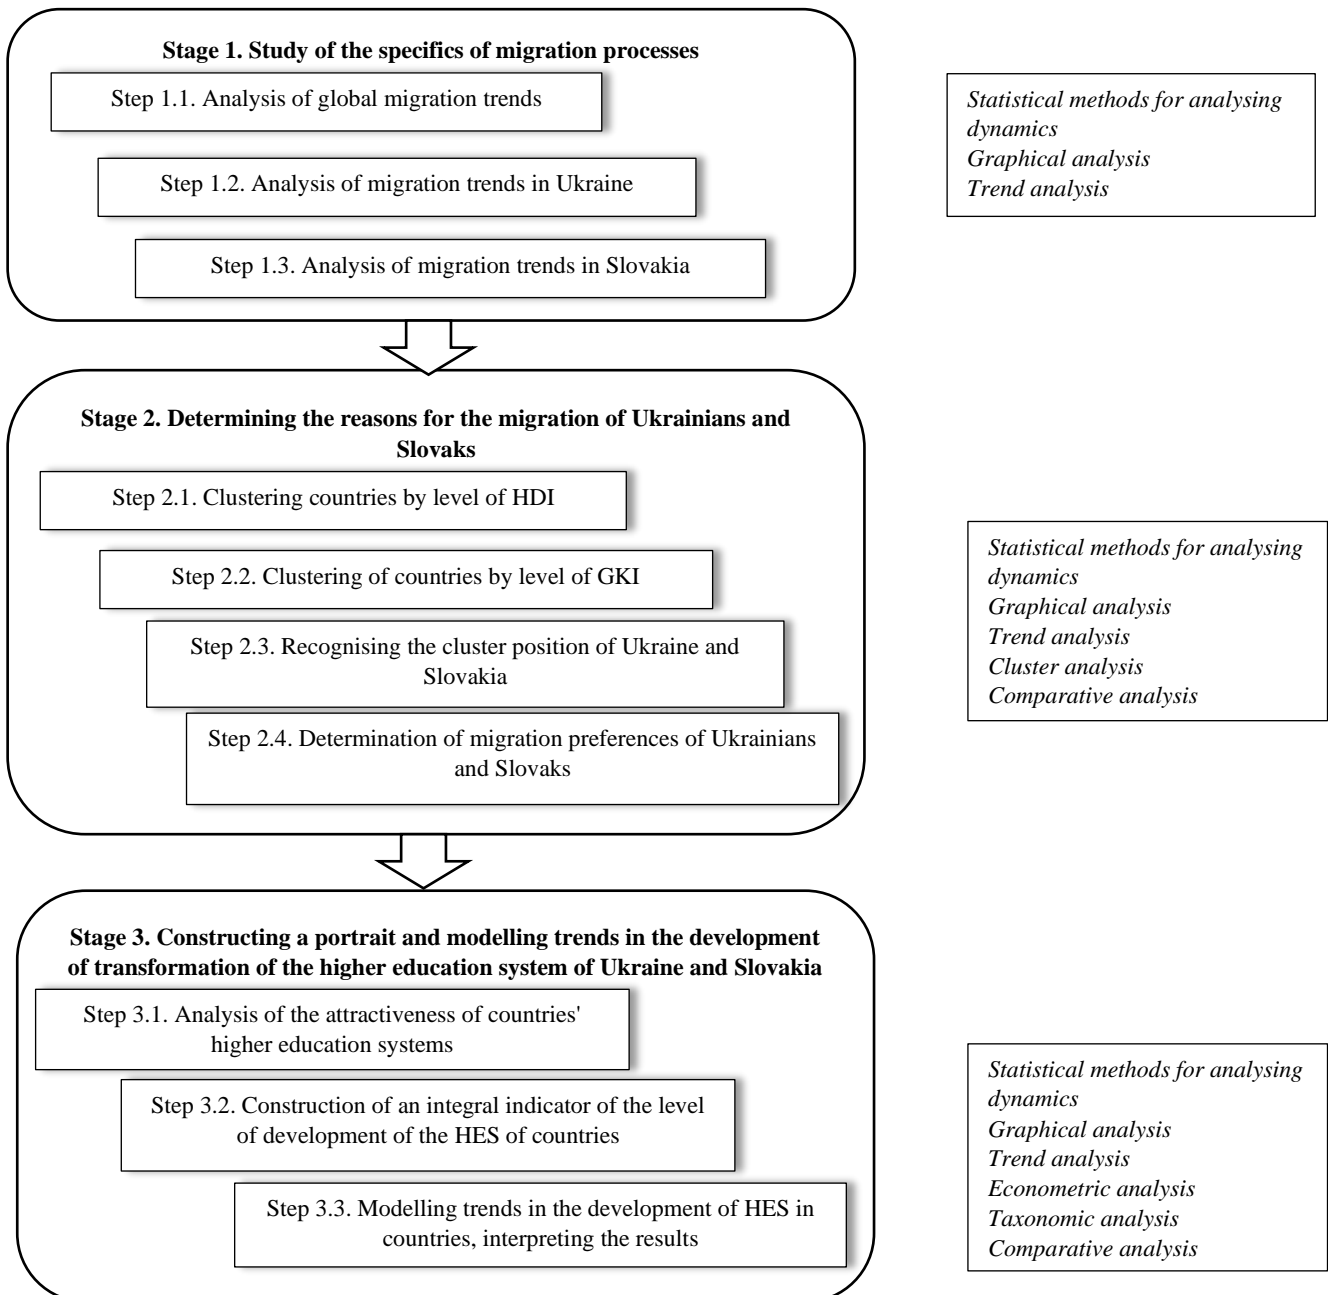 Stage 1. Study of the specifics of migration processes
Step 1.1. Analysis of global migration trends
Step 1.2. Analysis of migration trends in Ukraine
Step 1.3. Analysis of migration trends in Slovakia
Statistical methods for analysing
dynamics
Graphical analysis
Trend analysis
Stage 2. Determining the reasons for the migration of Ukrainians and
Slovaks
Step 2.1. Clustering countries by level of HDI
Step 2.2. Clustering of countries by level of GKI
Step 2.3. Recognising the cluster position of Ukraine and
Slovakia
Step 2.4. Determination of migration preferences of Ukrainians
and Slovaks
Statistical methods for analysing
dynamics
Graphical analysis
Trend analysis
Cluster analysis
Comparative analysis
Stage 3. Constructing a portrait and modelling trends in the development
of transformation of the higher education system of Ukraine and Slovakia
Step 3.1. Analysis of the attractiveness of countries'
higher education systems
Step 3.2. Construction of an integral indicator of the level
of development of the HES of countries
Step 3.3. Modelling trends in the development of HES in
countries, interpreting the results
Statistical methods for analysing
dynamics
Graphical analysis
Trend analysis
Econometric analysis
Taxonomic analysis
Comparative analysis